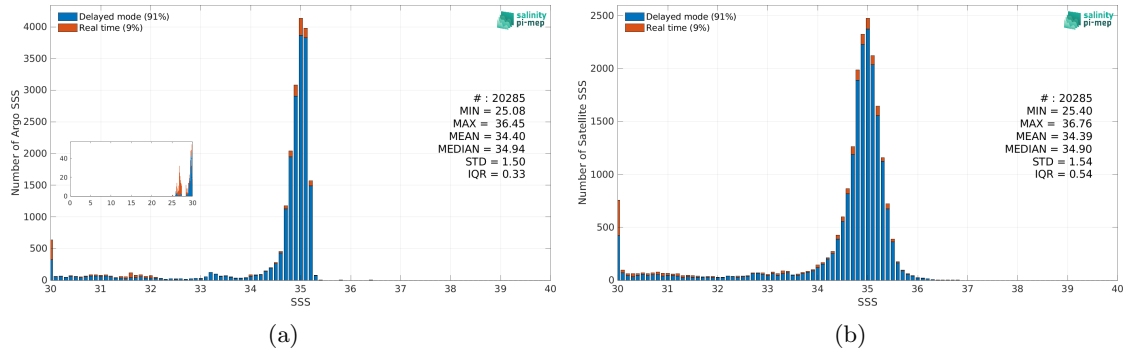 Delayed mode (91%)
Real time (9%)
salinity
pi-mep
Number of Argo SSS
4000
3500
3000
2500
2000
1500
1000
500
0
# : 20285
MIN = 25.08
MAX = 36.45
MEAN = 34.40
MEDIAN = 34.94
STD = 1.50
IQR = 0.33
40
20
0
0 5 10 15 20 25 30
30 31 32 33 34 35 36 37 38 39 40
SSS
(a)
Delayed mode (91%)
Real time (9%)
salinity
pi-mep
Number of Satellite SSS
2500
2000
1500
1000
500
0
# : 20285
MIN = 25.40
MAX = 36.76
MEAN = 34.39
MEDIAN = 34.90
STD = 1.54
IQR = 0.54
30 31 32 33 34 35 36 37 38 39 40
SSS
(b)